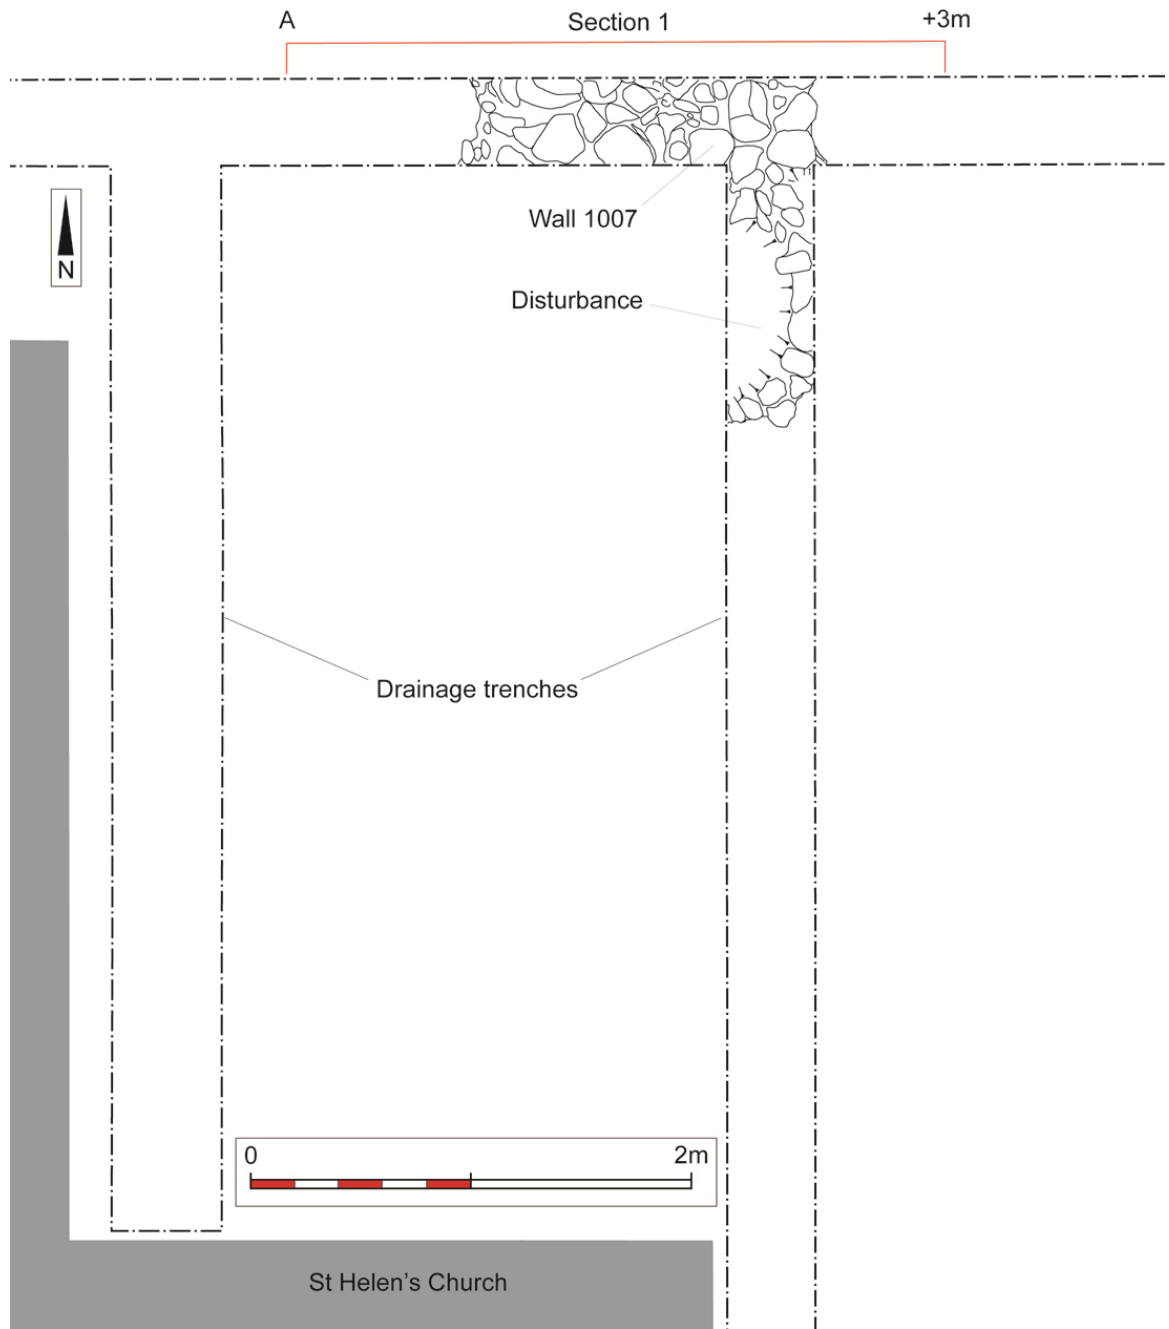 A
Section 1
+3m
Wall 1007
N
Disturbance
Drainage trenches
0
2m
St Helen's Church